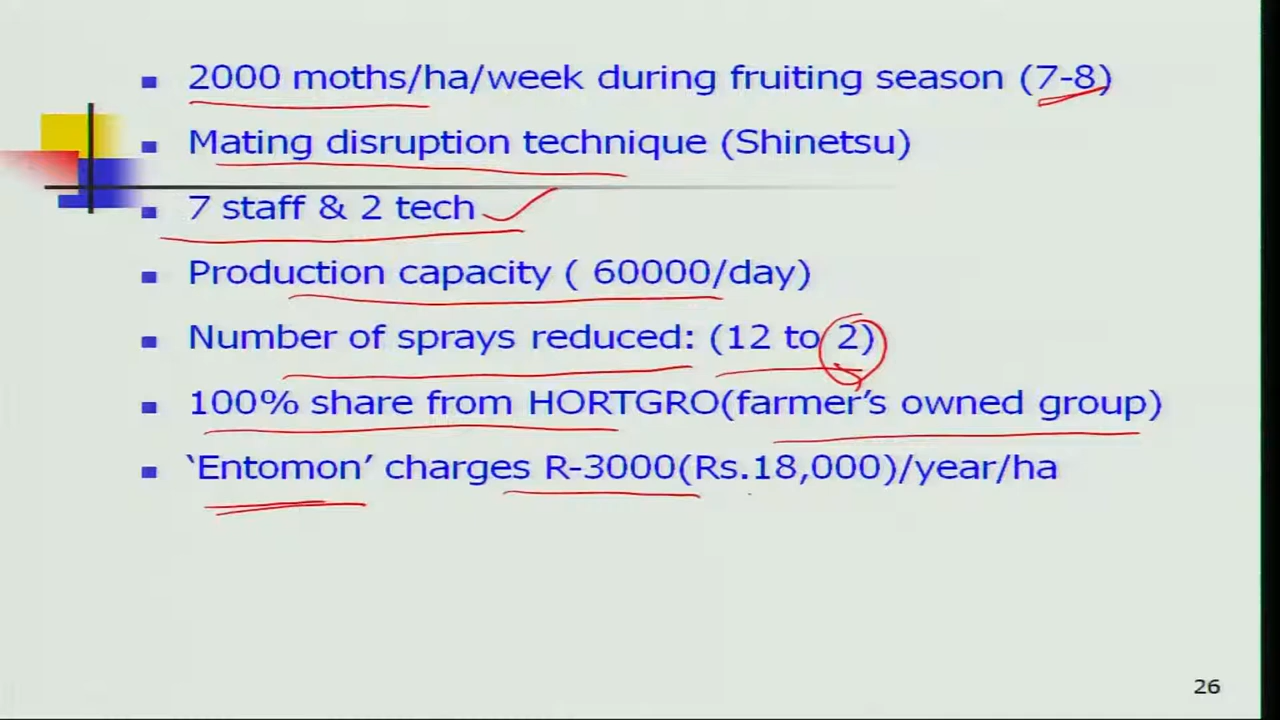 2000 moths/ha/week during fruiting season (7-8)
Mating disruption technique (Shinetsu)
7 staff & 2 tech
Production capacity ( 60000/day)
Number of sprays reduced: (12 to 2)
100% share from HORTGRO(farmer's owned group)
‘Entomon’ charges R-3000(Rs.18,000)/year/ha
26